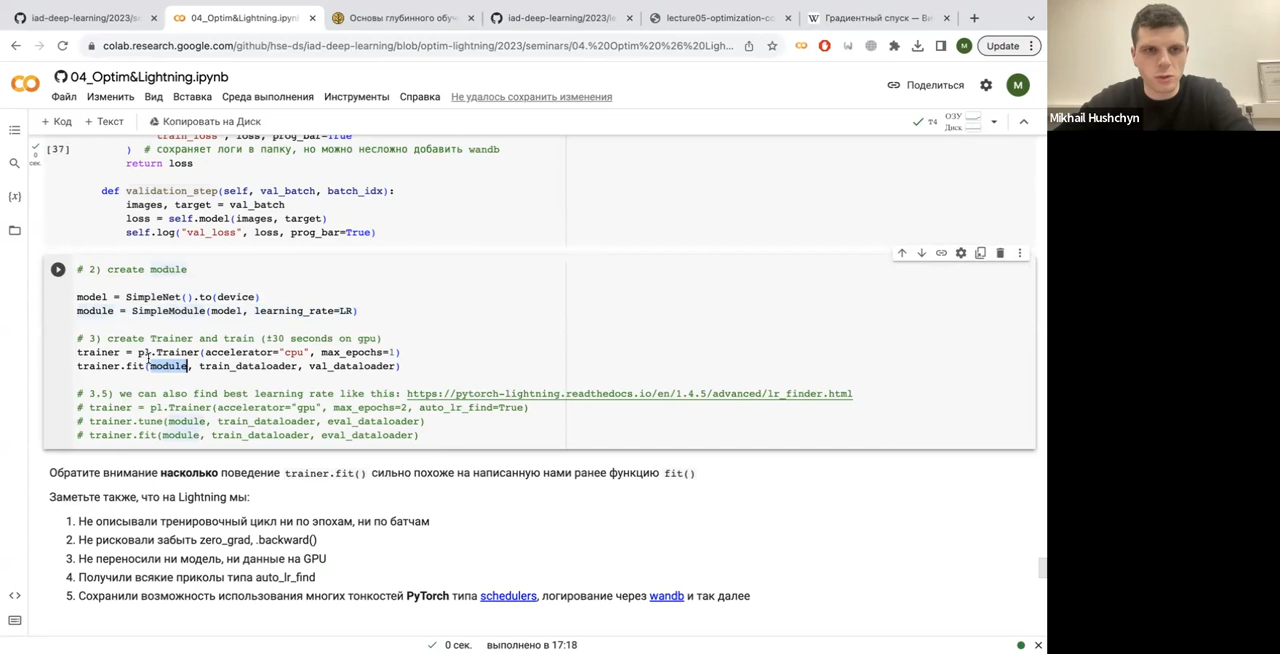 iad-deep-learning/2023/se
04_Optim&Lightning.ipynb
Основы глубинного обуч
iad-deep-learning/2023/le
lecture05-optimization-co
Градиентный спуск — Ви
colab.research.google.com/github/hse-ds/iad-deep-learning/blob/optim-lightning/2023/seminars/04.%20Optim%20%26%20Ligh...
M
Update
04_Optim&Lightning.ipynb
Поделиться
M
Файл Изменить Вид Вставка Среда выполнения Инструменты Справка Не удалось сохранить изменения
+ Код + Текст Копировать на Диск
T4 ОЗУ
Диск
"train_loss", loss, prog_bar=True
[37] ) # сохраняет логи в папку, но можно несложно добавить wandb
0
сек.
return loss
def validation_step(self, val_batch, batch_idx):
images, target = val_batch
loss = self.model(images, target)
self.log("val_loss", loss, prog_bar=True)
# 2) create module
model = SimpleNet().to(device)
module = SimpleModule(model, learning_rate=LR)
# 3) create Trainer and train (±30 seconds on gpu)
trainer = pl.Trainer(accelerator="cpu", max_epochs=1)
trainer.fit(module, train_dataloader, val_dataloader)
# 3.5) we can also find best learning rate like this: https://pytorch-lightning.readthedocs.io/en/1.4.5/advanced/lr_finder.html
# trainer = pl.Trainer(accelerator="gpu", max_epochs=2, auto_lr_find=True)
# trainer.tune(module, train_dataloader, eval_dataloader)
# trainer.fit(module, train_dataloader, eval_dataloader)
Обратите внимание насколько поведение trainer.fit() сильно похоже на написанную нами ранее функцию fit()
Заметьте также, что на Lightning мы:
1. Не описывали тренировочный цикл ни по эпохам, ни по батчам
2. Не рисковали забыть zero_grad, .backward()
3. Не переносили ни модель, ни данные на GPU
4. Получили всякие приколы типа auto_lr_find
5. Сохранили возможность использования многих тонкостей PyTorch типа schedulers, логирование через wandb и так далее
0 сек. выполнено в 17:18
Mikhail Hushchyn